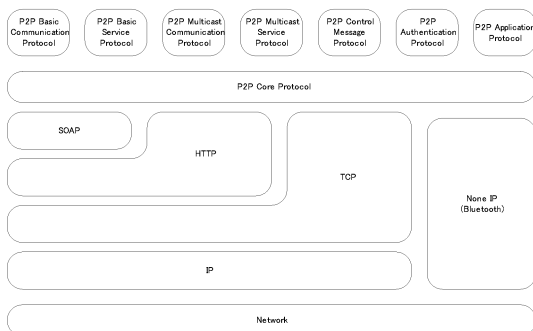 P2P Basic
Communication
Protocol
P2P Basic
Service
Protocol
P2P Multicast
Communication
Protocol
P2P Multicast
Service
Protocol
P2P Control
Message
Protocol
P2P
Authentication
Protocol
P2P Application
Protocol
P2P Core Protocol
SOAP
HTTP
TCP
None IP
(Bluetooth)
IP
Network